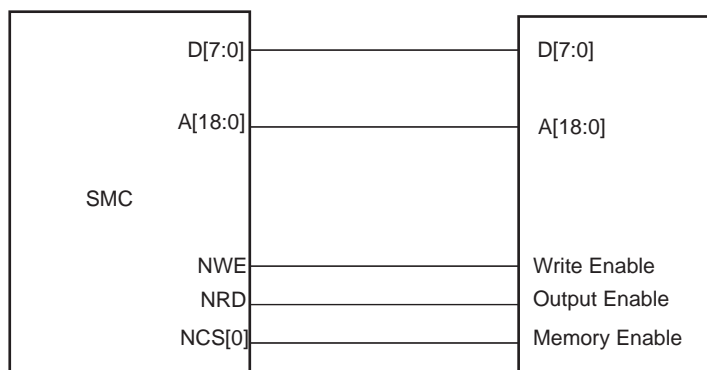 D[7:0] D[7:0]
A[18:0] A[18:0]
SMC
NWE Write Enable
NRD Output Enable
NCS[0] Memory Enable